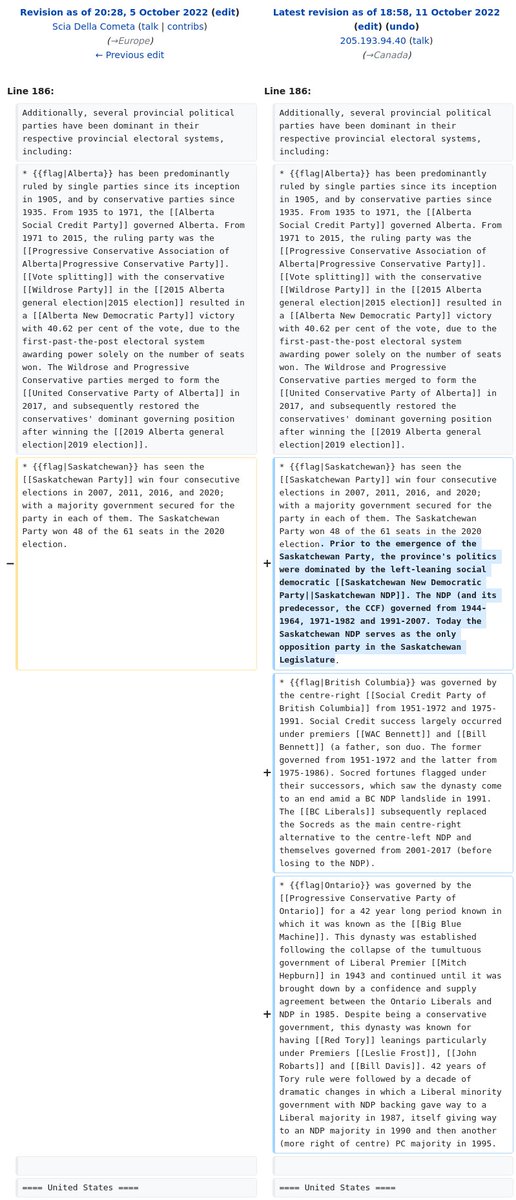 Revision as of 20:28, 5 October 2022 (edit)
Scia Della Cometa (talk | contribs)
(→Europe)
← Previous edit
Latest revision as of 18:58, 11 October 2022
(edit) (undo)
205.193.94.40 (talk)
(→Canada)
Line 186:
Line 186:
Additionally, several provincial political
parties have been dominant in their
respective provincial electoral systems,
including:
Additionally, several provincial political
parties have been dominant in their
respective provincial electoral systems,
including:
* {{flag|Alberta}} has been predominantly
ruled by single parties since its inception
in 1905, and by conservative parties since
1935. From 1935 to 1971, the [[Alberta
Social Credit Party]] governed Alberta. From
1971 to 2015, the ruling party was the
[[Progressive Conservative Association of
Alberta|Progressive Conservative Party]].
[[Vote splitting]] with the conservative
[[Wildrose Party]] in the [[2015 Alberta
general election|2015 election]] resulted in
a [[Alberta New Democratic Party]] victory
with 40.62 per cent of the vote, due to the
first-past-the-post electoral system
awarding power solely on the number of seats
won. The Wildrose and Progressive
Conservative parties merged to form the
[[United Conservative Party of Alberta]] in
2017, and subsequently restored the
conservatives' dominant governing position
after winning the [[2019 Alberta general
election|2019 election]].
* {{flag|Alberta}} has been predominantly
ruled by single parties since its inception
in 1905, and by conservative parties since
1935. From 1935 to 1971, the [[Alberta
Social Credit Party]] governed Alberta. From
1971 to 2015, the ruling party was the
[[Progressive Conservative Association of
Alberta|Progressive Conservative Party]].
[[Vote splitting]] with the conservative
[[Wildrose Party]] in the [[2015 Alberta
general election|2015 election]] resulted in
a [[Alberta New Democratic Party]] victory
with 40.62 per cent of the vote, due to the
first-past-the-post electoral system
awarding power solely on the number of seats
won. The Wildrose and Progressive
Conservative parties merged to form the
[[United Conservative Party of Alberta]] in
2017, and subsequently restored the
conservatives' dominant governing position
after winning the [[2019 Alberta general
election|2019 election]].
−
* {{flag|Saskatchewan}} has seen the
[[Saskatchewan Party]] win four consecutive
elections in 2007, 2011, 2016, and 2020;
with a majority government secured for the
party in each of them. The Saskatchewan
Party won 48 of the 61 seats in the 2020
election.
+
* {{flag|Saskatchewan}} has seen the
[[Saskatchewan Party]] win four consecutive
elections in 2007, 2011, 2016, and 2020;
with a majority government secured for the
party in each of them. The Saskatchewan
Party won 48 of the 61 seats in the 2020
election. Prior to the emergence of the
Saskatchewan Party, the province's politics
were dominated by the left-leaning social
democratic [[Saskatchewan New Democratic
Party||Saskatchewan NDP]]. The NDP (and its
predecessor, the CCF) governed from 1944-
1964, 1971-1982 and 1991-2007. Today the
Saskatchewan NDP serves as the only
opposition party in the Saskatchewan
Legislature.
+
* {{flag|British Columbia}} was governed by
the centre-right [[Social Credit Party of
British Columbia]] from 1951-1972 and 1975-
1991. Social Credit success largely occurred
under premiers [[WAC Bennett]] and [[Bill
Bennett]] (a father, son duo. The former
governed from 1951-1972 and the latter from
1975-1986). Socred fortunes flagged under
their successors, which saw the dynasty come
to an end amid a BC NDP landslide in 1991.
The [[BC Liberals]] subsequently replaced
the Socreds as the main centre-right
alternative to the centre-left NDP and
themselves governed from 2001-2017 (before
losing to the NDP).
+
* {{flag|Ontario}} was governed by the
[[Progressive Conservative Party of
Ontario]] for a 42 year long period known in
which it was known as the [[Big Blue
Machine]]. This dynasty was established
following the collapse of the tumultuous
government of Liberal Premier [[Mitch
Hepburn]] in 1943 and continued until it was
brought down by a confidence and supply
agreement between the Ontario Liberals and
NDP in 1985. Despite being a conservative
government, this dynasty was known for
having [[Red Tory]] leanings particularly
under Premiers [[Leslie Frost]], [[John
Robarts]] and [[Bill Davis]]. 42 years of
Tory rule were followed by a decade of
dramatic changes in which a Liberal minority
government with NDP backing gave way to a
Liberal majority in 1987, itself giving way
to an NDP majority in 1990 and then another
(more right of centre) PC majority in 1995.
==== United States ====
==== United States ====